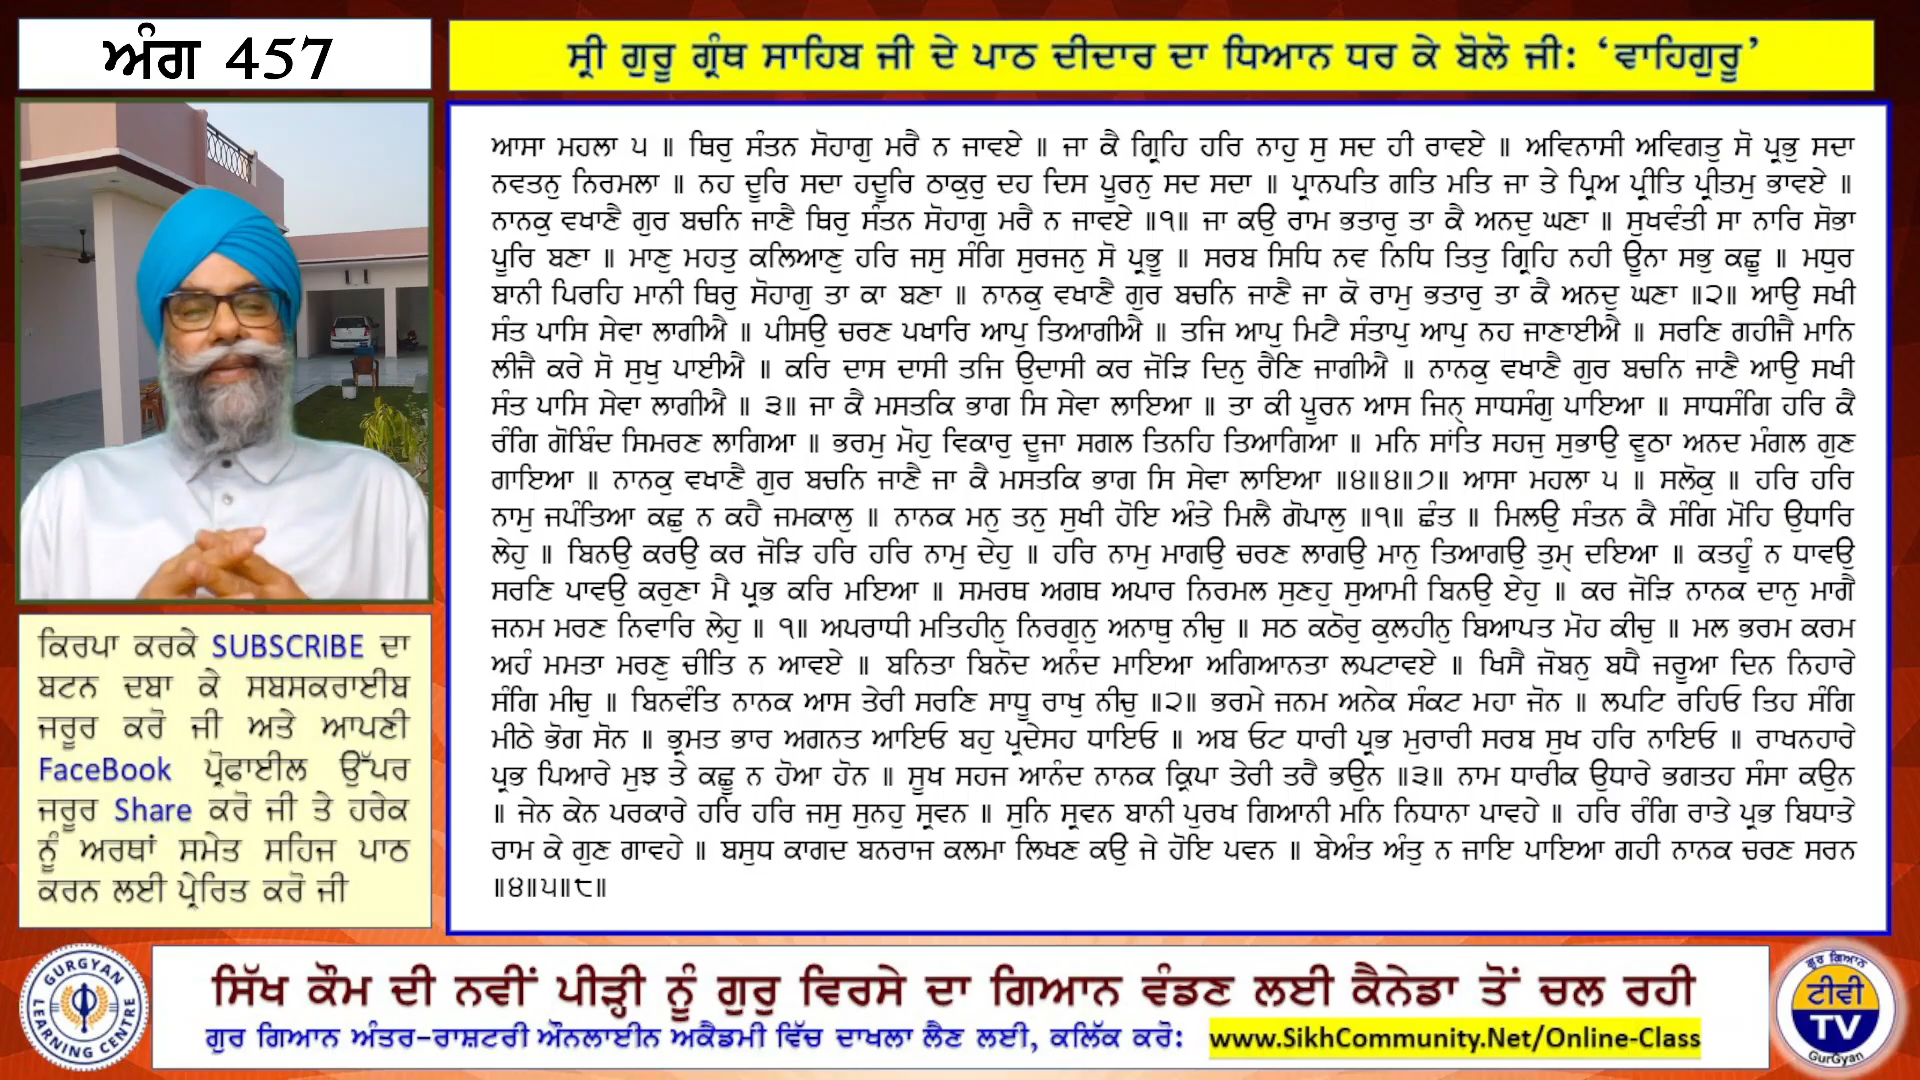 ਅੰਗ 457
ਸ੍ਰੀ ਗੁਰੂ ਗ੍ਰੰਥ ਸਾਹਿਬ ਜੀ ਦੇ ਪਾਠ ਦੀਦਾਰ ਦਾ ਧਿਆਨ ਧਰ ਕੇ ਬੋਲੋ ਜੀ: ‘ਵਾਹਿਗੁਰੂ’
ਆਸਾ ਮਹਲਾ ੫ ॥ ਥਿਰੁ ਸੰਤਨ ਸੋਹਾਗੁ ਮਰੈ ਨ ਜਾਵਏ ॥ ਜਾ ਕੈ ਗ੍ਰਿਹਿ ਹਰਿ ਨਾਹੁ ਸੁ ਸਦ ਹੀ ਰਾਵਏ ॥ ਅਵਿਨਾਸੀ ਅਵਿਗਤੁ ਸੋ ਪ੍ਰਭੁ ਸਦਾ
ਨਵਤਨੁ ਨਿਰਮਲਾ ॥ ਨਹ ਦੂਰਿ ਸਦਾ ਹਦੂਰਿ ਠਾਕੁਰੁ ਦਹ ਦਿਸ ਪੂਰਨੁ ਸਦ ਸਦਾ ॥ ਪ੍ਰਾਨਪਤਿ ਗਤਿ ਮਤਿ ਜਾ ਤੇ ਪ੍ਰਿਅ ਪ੍ਰੀਤਿ ਪ੍ਰੀਤਮੁ ਭਾਵਏ ॥
ਨਾਨਕੁ ਵਖਾਣੈ ਗੁਰ ਬਚਨਿ ਜਾਣੈ ਥਿਰੁ ਸੰਤਨ ਸੋਹਾਗੁ ਮਰੈ ਨ ਜਾਵਏ ॥੧॥ ਜਾ ਕਉ ਰਾਮ ਭਤਾਰੁ ਤਾ ਕੈ ਅਨਦੁ ਘਣਾ ॥ ਸੁਖਵੰਤੀ ਸਾ ਨਾਰਿ ਸੋਭਾ
ਪੂਰਿ ਬਣਾ ॥ ਮਾਣੁ ਮਹਤੁ ਕਲਿਆਣੁ ਹਰਿ ਜਸੁ ਸੰਗਿ ਸੁਰਜਨੁ ਸੋ ਪ੍ਰਭੂ ॥ ਸਰਬ ਸਿਧਿ ਨਵ ਨਿਧਿ ਤਿਤੁ ਗ੍ਰਿਹਿ ਨਹੀ ਊਨਾ ਸਭੁ ਕਛੂ ॥ ਮਧੁਰ
ਬਾਨੀ ਪਿਰਹਿ ਮਾਨੀ ਥਿਰੁ ਸੋਹਾਗੁ ਤਾ ਕਾ ਬਣਾ ॥ ਨਾਨਕੁ ਵਖਾਣੈ ਗੁਰ ਬਚਨਿ ਜਾਣੈ ਜਾ ਕੋ ਰਾਮੁ ਭਤਾਰੁ ਤਾ ਕੈ ਅਨਦੁ ਘਣਾ ॥੨॥ ਆਉ ਸਖੀ
ਸੰਤ ਪਾਸਿ ਸੇਵਾ ਲਾਗੀਐ ॥ ਪੀਸਉ ਚਰਣ ਪਖਾਰਿ ਆਪੁ ਤਿਆਗੀਐ ॥ ਤਜਿ ਆਪੁ ਮਿਟੈ ਸੰਤਾਪੁ ਆਪੁ ਨਹ ਜਾਣਾਈਐ ॥ ਸਰਣਿ ਗਹੀਜੈ ਮਾਨਿ
ਲੀਜੈ ਕਰੇ ਸੋ ਸੁਖੁ ਪਾਈਐ ॥ ਕਰਿ ਦਾਸ ਦਾਸੀ ਤਜਿ ਉਦਾਸੀ ਕਰ ਜੋੜਿ ਦਿਨੁ ਰੈਣਿ ਜਾਗੀਐ ॥ ਨਾਨਕੁ ਵਖਾਣੈ ਗੁਰ ਬਚਨਿ ਜਾਣੈ ਆਉ ਸਖੀ
ਸੰਤ ਪਾਸਿ ਸੇਵਾ ਲਾਗੀਐ ॥ ੩॥ ਜਾ ਕੈ ਮਸਤਕਿ ਭਾਗ ਸਿ ਸੇਵਾ ਲਾਇਆ ॥ ਤਾ ਕੀ ਪੂਰਨ ਆਸ ਜਿਨ੍ ਸਾਧਸੰਗੁ ਪਾਇਆ ॥ ਸਾਧਸੰਗਿ ਹਰਿ ਕੈ
ਰੰਗਿ ਗੋਬਿੰਦ ਸਿਮਰਣ ਲਾਗਿਆ ॥ ਭਰਮੁ ਮੋਹੁ ਵਿਕਾਰੁ ਦੂਜਾ ਸਗਲ ਤਿਨਹਿ ਤਿਆਗਿਆ ॥ ਮਨਿ ਸਾਂਤਿ ਸਹਜੁ ਸੁਭਾਉ ਵੂਠਾ ਅਨਦ ਮੰਗਲ ਗੁਣ
ਗਾਇਆ ॥ ਨਾਨਕੁ ਵਖਾਣੈ ਗੁਰ ਬਚਨਿ ਜਾਣੈ ਜਾ ਕੈ ਮਸਤਕਿ ਭਾਗ ਸਿ ਸੇਵਾ ਲਾਇਆ ॥੪॥੪॥੭॥ ਆਸਾ ਮਹਲਾ ੫ ॥ ਸਲੋਕੁ ॥ ਹਰਿ ਹਰਿ
ਨਾਮੁ ਜਪੰਤਿਆ ਕਛੁ ਨ ਕਹੈ ਜਮਕਾਲੁ ॥ ਨਾਨਕ ਮਨੁ ਤਨੁ ਸੁਖੀ ਹੋਇ ਅੰਤੇ ਮਿਲੈ ਗੋਪਾਲੁ ॥੧॥ ਛੰਤ ॥ ਮਿਲਉ ਸੰਤਨ ਕੈ ਸੰਗਿ ਮੋਹਿ ਉਧਾਰਿ
ਲੇਹੁ ॥ ਬਿਨਉ ਕਰਉ ਕਰ ਜੋੜਿ ਹਰਿ ਹਰਿ ਨਾਮੁ ਦੇਹੁ ॥ ਹਰਿ ਨਾਮੁ ਮਾਗਉ ਚਰਣ ਲਾਗਉ ਮਾਨੁ ਤਿਆਗਉ ਤੁਮ੍ ਦਇਆ ॥ ਕਤਹੂੰ ਨ ਧਾਵਉ
ਸਰਣਿ ਪਾਵਉ ਕਰੁਣਾ ਮੈ ਪ੍ਰਭ ਕਰਿ ਮਇਆ ॥ ਸਮਰਥ ਅਗਥ ਅਪਾਰ ਨਿਰਮਲ ਸੁਣਹੁ ਸੁਆਮੀ ਬਿਨਉ ਏਹੁ ॥ ਕਰ ਜੋੜਿ ਨਾਨਕ ਦਾਨੁ ਮਾਗੈ
ਜਨਮ ਮਰਣ ਨਿਵਾਰਿ ਲੇਹੁ ॥ ੧॥ ਅਪਰਾਧੀ ਮਤਿਹੀਨੁ ਨਿਰਗੁਨੁ ਅਨਾਥੁ ਨੀਚੁ ॥ ਸਠ ਕਠੋਰੁ ਕੁਲਹੀਨੁ ਬਿਆਪਤ ਮੋਹ ਕੀਚੁ ॥ ਮਲ ਭਰਮ ਕਰਮ
ਅਹੰ ਮਮਤਾ ਮਰਣੁ ਚੀਤਿ ਨ ਆਵਏ ॥ ਬਨਿਤਾ ਬਿਨੋਦ ਅਨੰਦ ਮਾਇਆ ਅਗਿਆਨਤਾ ਲਪਟਾਵਏ ॥ ਖਿਸੈ ਜੋਬਨੁ ਬਧੈ ਜਰੂਆ ਦਿਨ ਨਿਹਾਰੇ
ਸੰਗਿ ਮੀਚੁ ॥ ਬਿਨਵੰਤਿ ਨਾਨਕ ਆਸ ਤੇਰੀ ਸਰਣਿ ਸਾਧੂ ਰਾਖੁ ਨੀਚੁ ॥੨॥ ਭਰਮੇ ਜਨਮ ਅਨੇਕ ਸੰਕਟ ਮਹਾ ਜੋਨ ॥ ਲਪਟਿ ਰਹਿਓ ਤਿਹ ਸੰਗਿ
ਮੀਠੇ ਭੋਗ ਸੋਨ ॥ ਭ੍ਰਮਤ ਭਾਰ ਅਗਨਤ ਆਇਓ ਬਹੁ ਪ੍ਰਦੇਸਹ ਧਾਇਓ ॥ ਅਬ ਓਟ ਧਾਰੀ ਪ੍ਰਭ ਮੁਰਾਰੀ ਸਰਬ ਸੁਖ ਹਰਿ ਨਾਇਓ ॥ ਰਾਖਨਹਾਰੇ
ਪ੍ਰਭ ਪਿਆਰੇ ਮੁਝ ਤੇ ਕਛੂ ਨ ਹੋਆ ਹੋਨ ॥ ਸੂਖ ਸਹਜ ਆਨੰਦ ਨਾਨਕ ਕ੍ਰਿਪਾ ਤੇਰੀ ਤਰੈ ਭਉਨ ॥੩॥ ਨਾਮ ਧਾਰੀਕ ਉਧਾਰੇ ਭਗਤਹ ਸੰਸਾ ਕਉਨ
॥ ਜੇਨ ਕੇਨ ਪਰਕਾਰੇ ਹਰਿ ਹਰਿ ਜਸੁ ਸੁਨਹੁ ਸ੍ਰਵਨ ॥ ਸੁਨਿ ਸ੍ਰਵਨ ਬਾਨੀ ਪੁਰਖ ਗਿਆਨੀ ਮਨਿ ਨਿਧਾਨਾ ਪਾਵਹੇ ॥ ਹਰਿ ਰੰਗਿ ਰਾਤੇ ਪ੍ਰਭ ਬਿਧਾਤੇ
ਰਾਮ ਕੇ ਗੁਣ ਗਾਵਹੇ ॥ ਬਸੁਧ ਕਾਗਦ ਬਨਰਾਜ ਕਲਮਾ ਲਿਖਣ ਕਉ ਜੇ ਹੋਇ ਪਵਨ ॥ ਬੇਅੰਤ ਅੰਤੁ ਨ ਜਾਇ ਪਾਇਆ ਗਹੀ ਨਾਨਕ ਚਰਣ ਸਰਨ
॥੪॥੫॥੮॥
ਕਿਰਪਾ ਕਰਕੇ SUBSCRIBE ਦਾ
ਬਟਨ ਦਬਾ ਕੇ ਸਬਸਕਰਾਈਬ
ਜਰੂਰ ਕਰੋ ਜੀ ਅਤੇ ਆਪਣੀ
FaceBook ਪ੍ਰੋਫਾਈਲ ਉੱਪਰ
ਜਰੂਰ Share ਕਰੋ ਜੀ ਤੇ ਹਰੇਕ
ਨੂੰ ਅਰਥਾਂ ਸਮੇਤ ਸਹਿਜ ਪਾਠ
ਕਰਨ ਲਈ ਪ੍ਰੇਰਿਤ ਕਰੋ ਜੀ
GURGYAN
LEARNING CENTRE
ਸਿੱਖ ਕੌਮ ਦੀ ਨਵੀਂ ਪੀੜ੍ਹੀ ਨੂੰ ਗੁਰੁ ਵਿਰਸੇ ਦਾ ਗਿਆਨ ਵੰਡਣ ਲਈ ਕੈਨੇਡਾ ਤੋਂ ਚਲ ਰਹੀ
ਗੁਰ ਗਿਆਨ ਅੰਤਰ-ਰਾਸ਼ਟਰੀ ਔਨਲਾਈਨ ਅਕੈਡਮੀ ਵਿੱਚ ਦਾਖਲਾ ਲੈਣ ਲਈ, ਕਲਿੱਕ ਕਰੋ: www.SikhCommunity.Net/Online-Class
ਗੁਰ ਗਿਆਨ
ਟੀਵੀ
TV
GurGyan